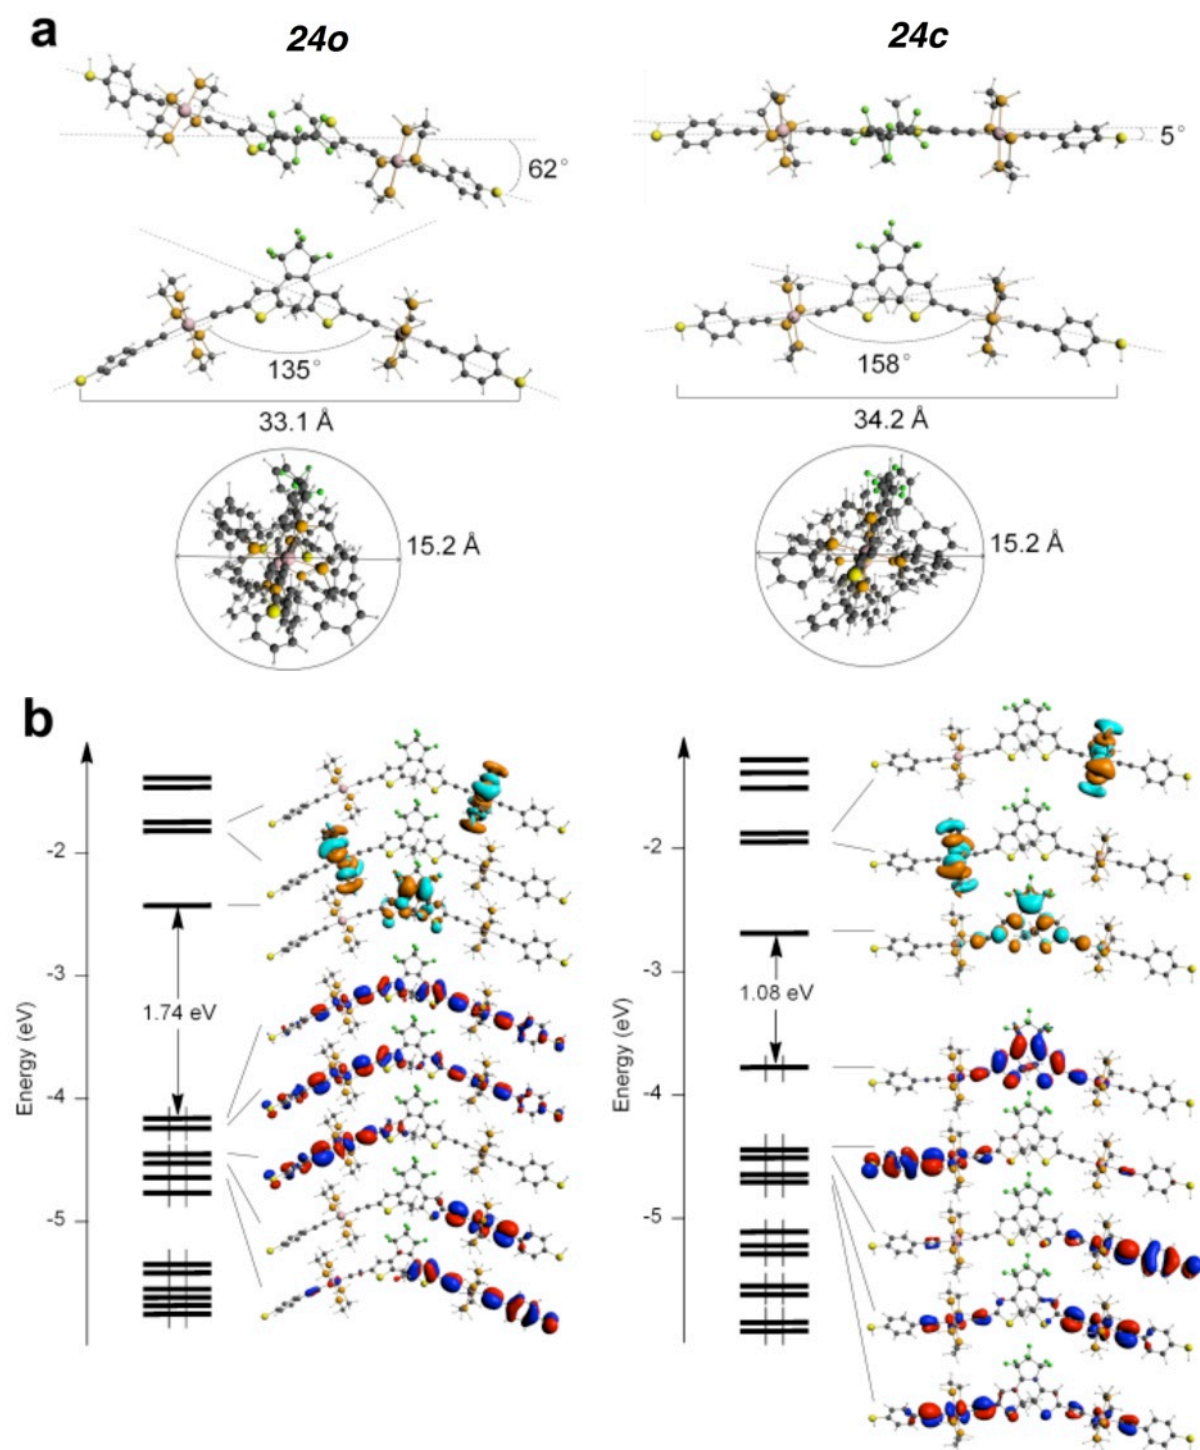 a
24o
24c
62°
5°
135°
158°
33.1 Å
34.2 Å
15.2 Å
15.2 Å
b
-2
-3
-4
-5
1.74 eV
Energy (eV)
-2
-3
-4
-5
1.08 eV
Energy (eV)